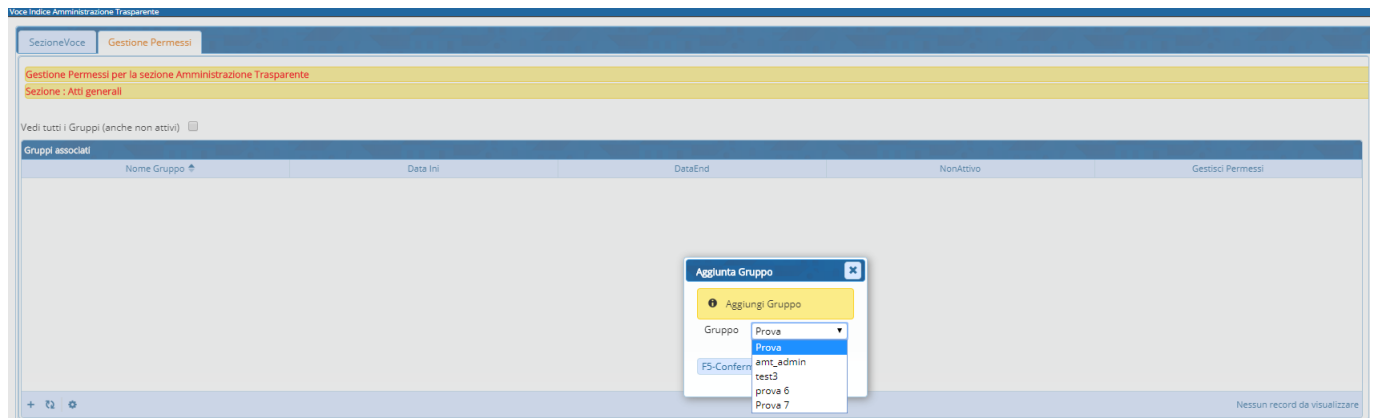 Voce Indice Amministrazione Trasparente
SezioneVoce Gestione Permessi
Gestione Permessi per la sezione Amministrazione Trasparente
Sezione : Atti generali
Vedi tutti i Gruppi (anche non attivi)
Gruppi associati
Nome Gruppo Data Ini DataEnd NonAttivo Gestisci Permessi
Aggiunta Gruppo
Aggiungi Gruppo
Gruppo Prova
Prova
amt_admin
F5-Conferm
test3
prova 6
Prova 7
Nessun record da visualizzare